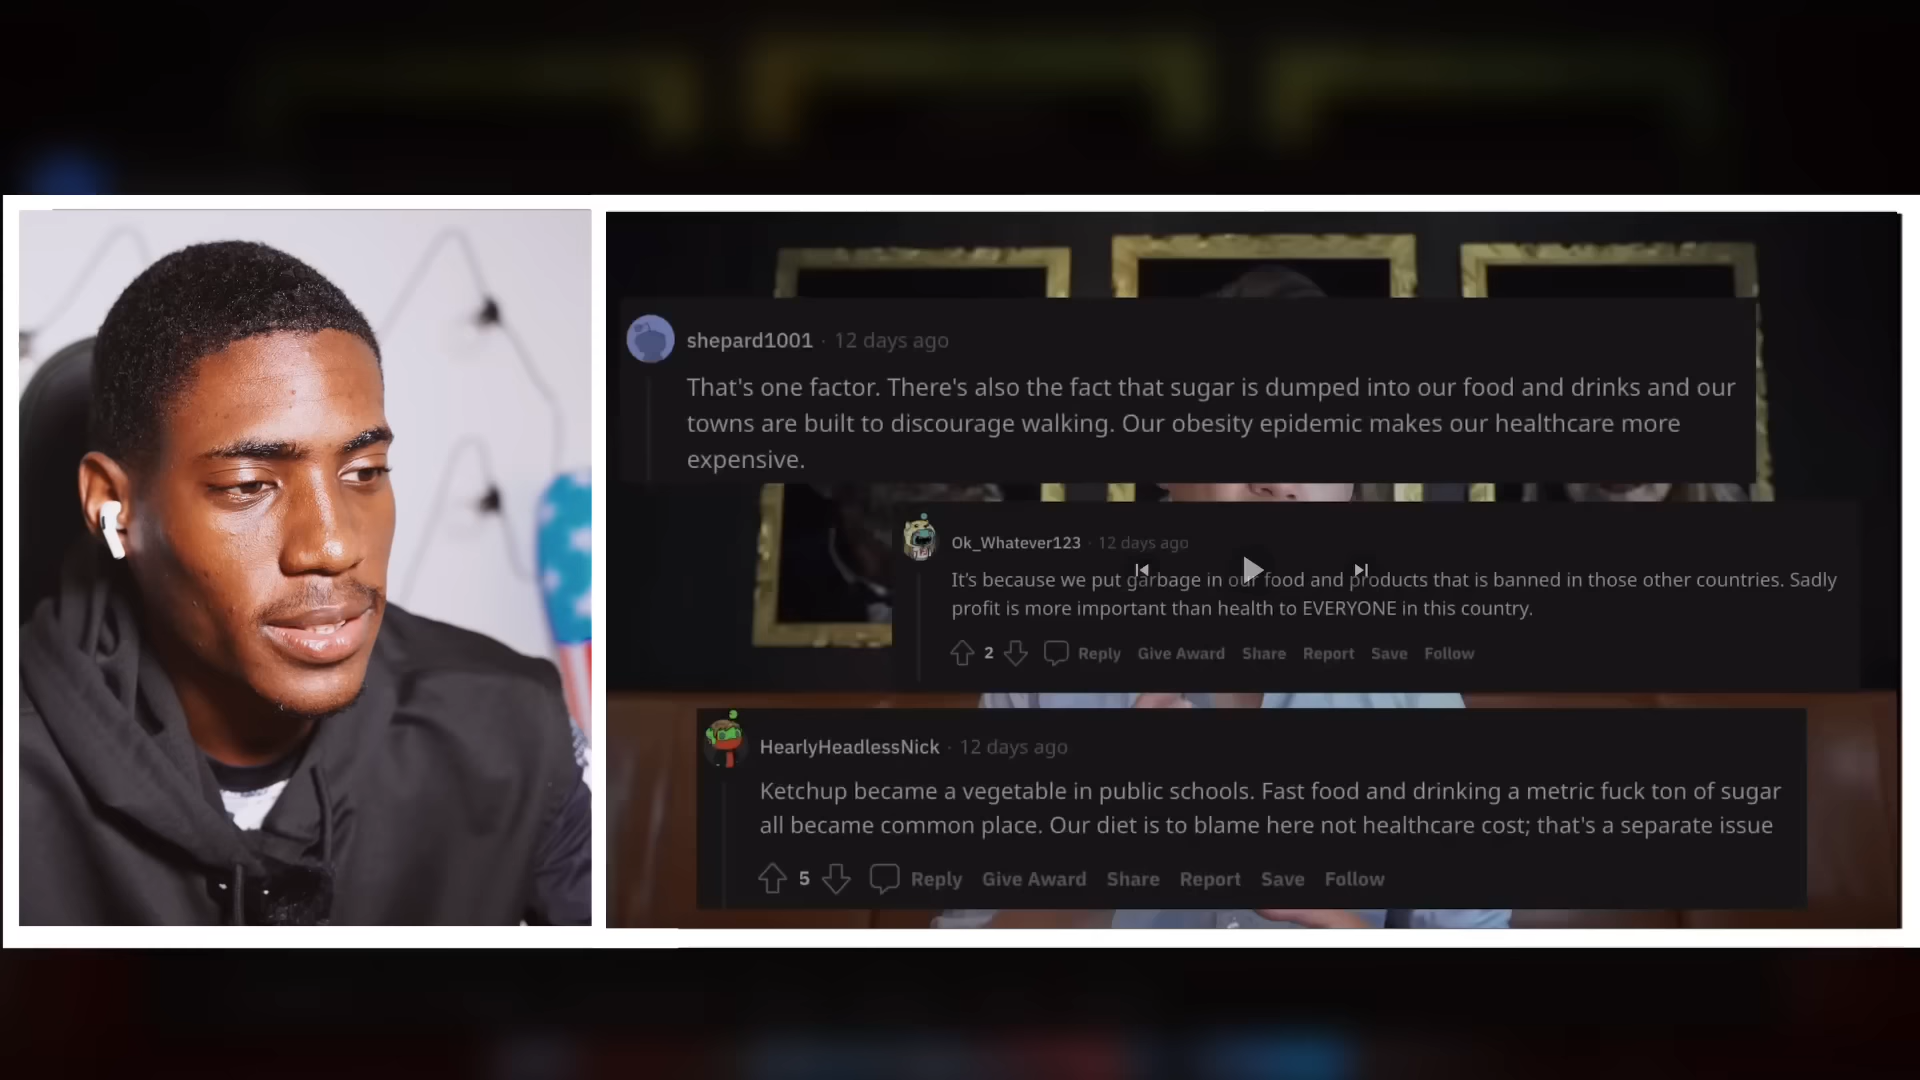 shepard1001 · 12 days ago
That's one factor. There's also the fact that sugar is dumped into our food and drinks and our
towns are built to discourage walking. Our obesity epidemic makes our healthcare more
expensive.
Ok_Whatever123 · 12 days ago
It's because we put garbage in our food and products that is banned in those other countries. Sadly
profit is more important than health to EVERYONE in this country.
2 Reply Give Award Share Report Save Follow
HearlyHeadlessNick · 12 days ago
Ketchup became a vegetable in public schools. Fast food and drinking a metric fuck ton of sugar
all became common place. Our diet is to blame here not healthcare cost; that's a separate issue
5 Reply Give Award Share Report Save Follow